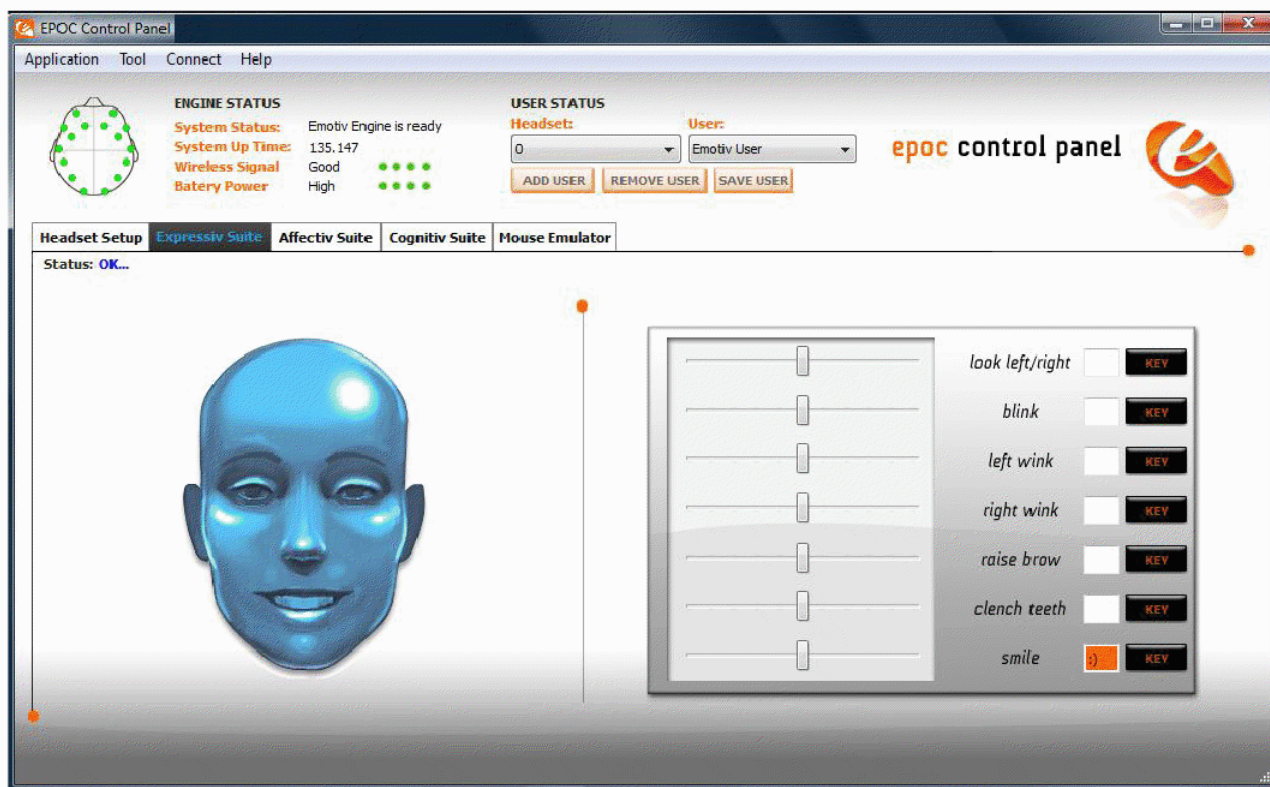 EPOC Control Panel
Application Tool Connect Help
ENGINE STATUS
System Status: Emotiv Engine is ready
System Up Time: 135.147
Wireless Signal Good
Batery Power High
USER STATUS
Headset: User:
0 Emotiv User
ADD USER REMOVE USER SAVE USER
epoc control panel
Headset Setup Expressiv Suite Affectiv Suite Cognitiv Suite Mouse Emulator
Status: OK...
look left/right KEY
blink KEY
left wink KEY
right wink KEY
raise brow KEY
clench teeth KEY
smile :) KEY